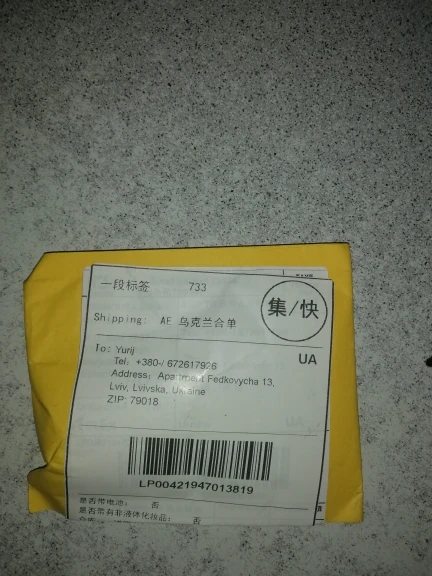 一段标签 733
集/快
Shipping: AE 乌克兰合单
UA
To: Yurij
Tel: +380-/ 672617926
Address: Apartment Fedkovycha 13,
Lviv, Lvivska, Ukraine
ZIP: 79018
LP00421947013819
是否带电池: 否
是否带有非液体化妆品: 否